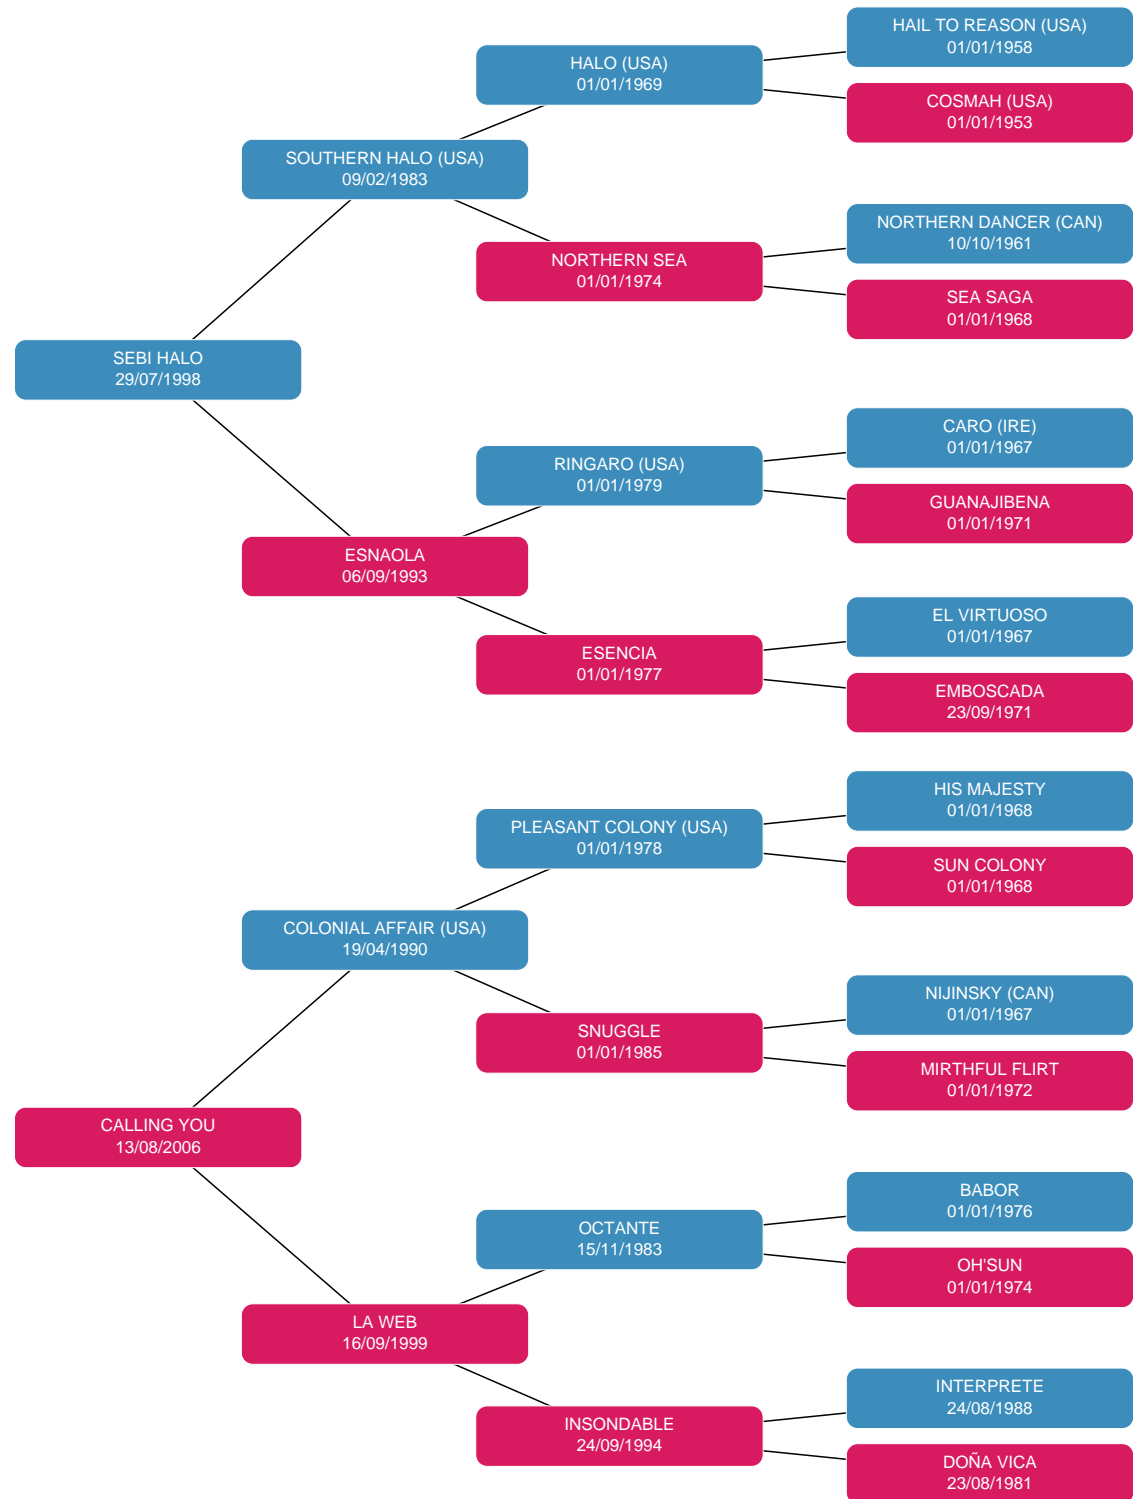 HAIL TO REASON (USA)
01/01/1958
HALO (USA)
01/01/1969
COSMAH (USA)
01/01/1953
SOUTHERN HALO (USA)
09/02/1983
NORTHERN DANCER (CAN)
10/10/1961
NORTHERN SEA
01/01/1974
SEA SAGA
01/01/1968
SEBI HALO
29/07/1998
CARO (IRE)
01/01/1967
RINGARO (USA)
01/01/1979
GUANAJIBENA
01/01/1971
ESNAOLA
06/09/1993
EL VIRTUOSO
01/01/1967
ESENCIA
01/01/1977
EMBOSCADA
23/09/1971
HIS MAJESTY
01/01/1968
PLEASANT COLONY (USA)
01/01/1978
SUN COLONY
01/01/1968
COLONIAL AFFAIR (USA)
19/04/1990
NIJINSKY (CAN)
01/01/1967
SNUGGLE
01/01/1985
MIRTHFUL FLIRT
01/01/1972
CALLING YOU
13/08/2006
BABOR
01/01/1976
OCTANTE
15/11/1983
OH'SUN
01/01/1974
LA WEB
16/09/1999
INTERPRETE
24/08/1988
INSONDABLE
24/09/1994
DOÑA VICA
23/08/1981